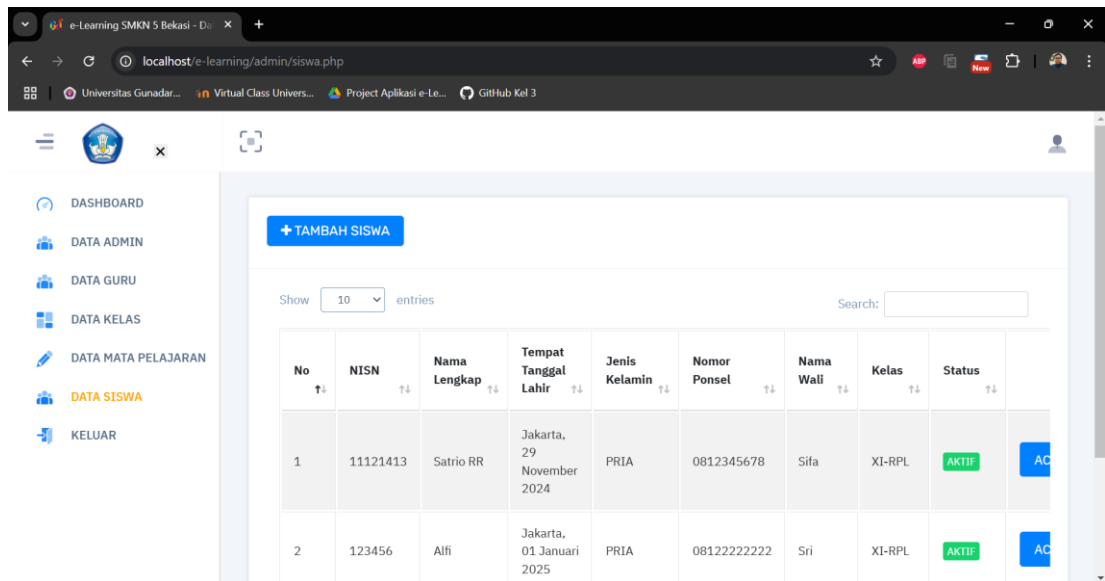 e-Learning SMKN 5 Bekasi - Da
localhost/e-learning/admin/siswa.php
ABP
New
Universitas Gunadar...
Virtual Class Univers...
Project Aplikasi e-Le...
GitHub Kel 3
DASHBOARD
DATA ADMIN
DATA GURU
DATA KELAS
DATA MATA PELAJARAN
DATA SISWA
KELUAR
+ TAMBAH SISWA
Show 10 entries
Search:
No
NISN
Nama
Lengkap
Tempat
Tanggal
Lahir
Jenis
Kelamin
Nomor
Ponsel
Nama
Wali
Kelas
Status
1
11121413
Satrio RR
Jakarta,
29
November
2024
PRIA
0812345678
Sifa
XI-RPL
AKTIF
AC
2
123456
Alfi
Jakarta,
01 Januari
2025
PRIA
08122222222
Sri
XI-RPL
AKTIF
AC